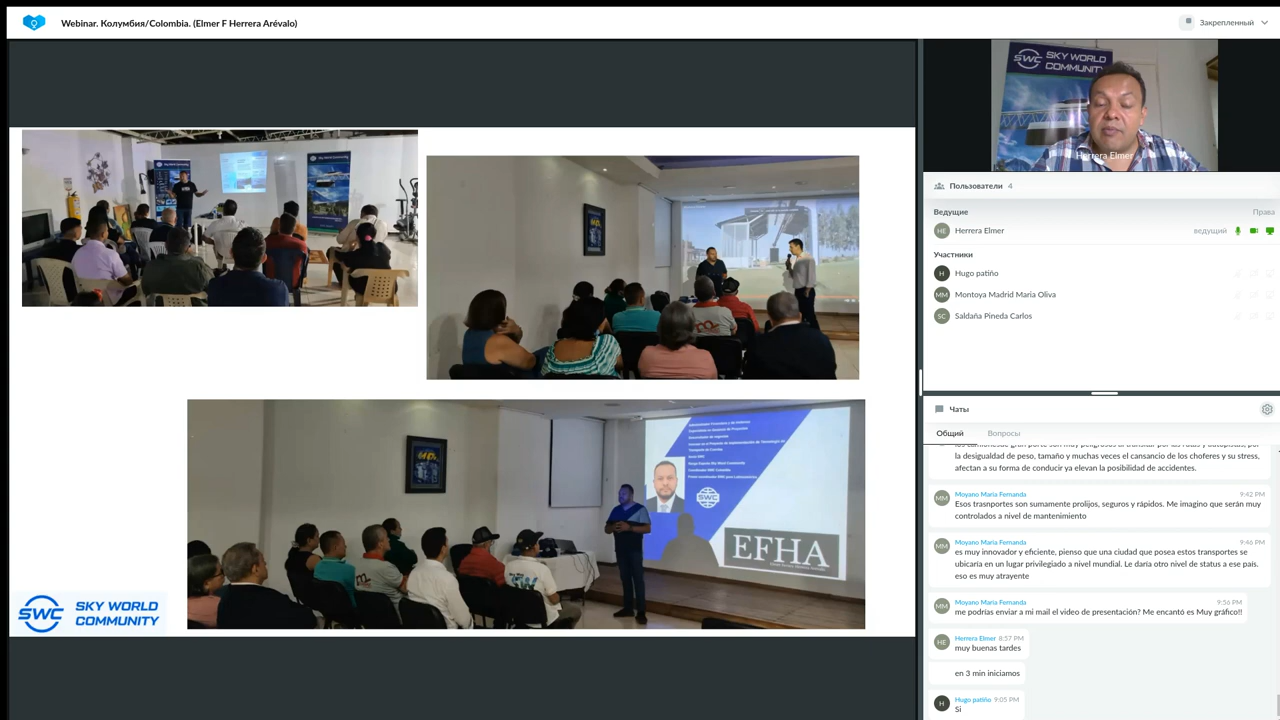 Webinar. Колумбия/Colombia. (Elmer F Herrera Arévalo)
Закрепленный
SWC SKY WORLD
COMMUNITY
Herrera Elmer
EFHA
SWC
SWC SKY WORLD
COMMUNITY
Пользователи 4
Ведущие Права
HE Herrera Elmer ведущий
Участники
H Hugo patiño
MM Montoya Madrid Maria Oliva
SC Saldaña Pineda Carlos
Чаты
Общий Вопросы
la desigualdad de peso, tamaño y muchas veces el cansancio de los choferes y su stress,
afectan a su forma de conducir ya elevan la posibilidad de accidentes.
MM Moyano Maria Fernanda 9:42 PM
Esos trasnportes son sumamente prolijos, seguros y rápidos. Me imagino que serán muy
controlados a nivel de mantenimiento
MM Moyano Maria Fernanda 9:46 PM
es muy innovador y eficiente, pienso que una ciudad que posea estos transportes se
ubicaría en un lugar privilegiado a nivel mundial. Le daría otro nivel de status a ese pais.
eso es muy atrayente
MM Moyano Maria Fernanda 9:56 PM
me podrías enviar a mi mail el video de presentación? Me encantó es Muy gráfico!!
HE Herrera Elmer 8:57 PM
muy buenas tardes
en 3 min iniciamos
H Hugo patiño 9:05 PM
Si